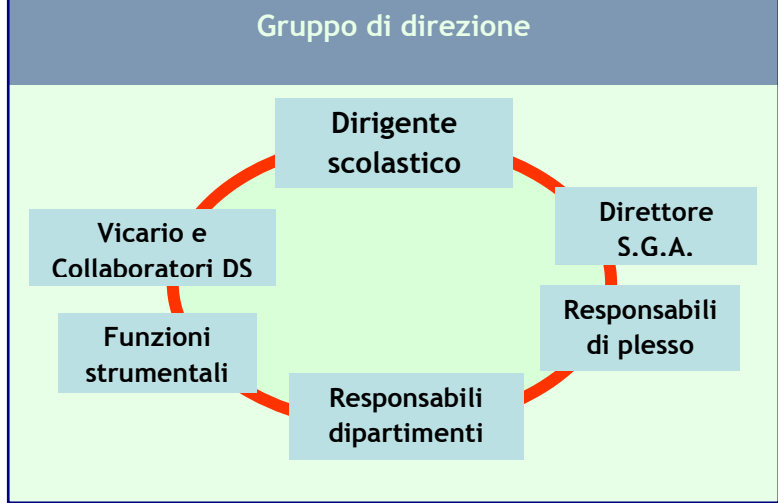 Gruppo di direzione
Dirigente
scolastico
Direttore
S.G.A.
Vicario e
Collaboratori DS
Responsabili
di plesso
Funzioni
strumentali
Responsabili
dipartimenti